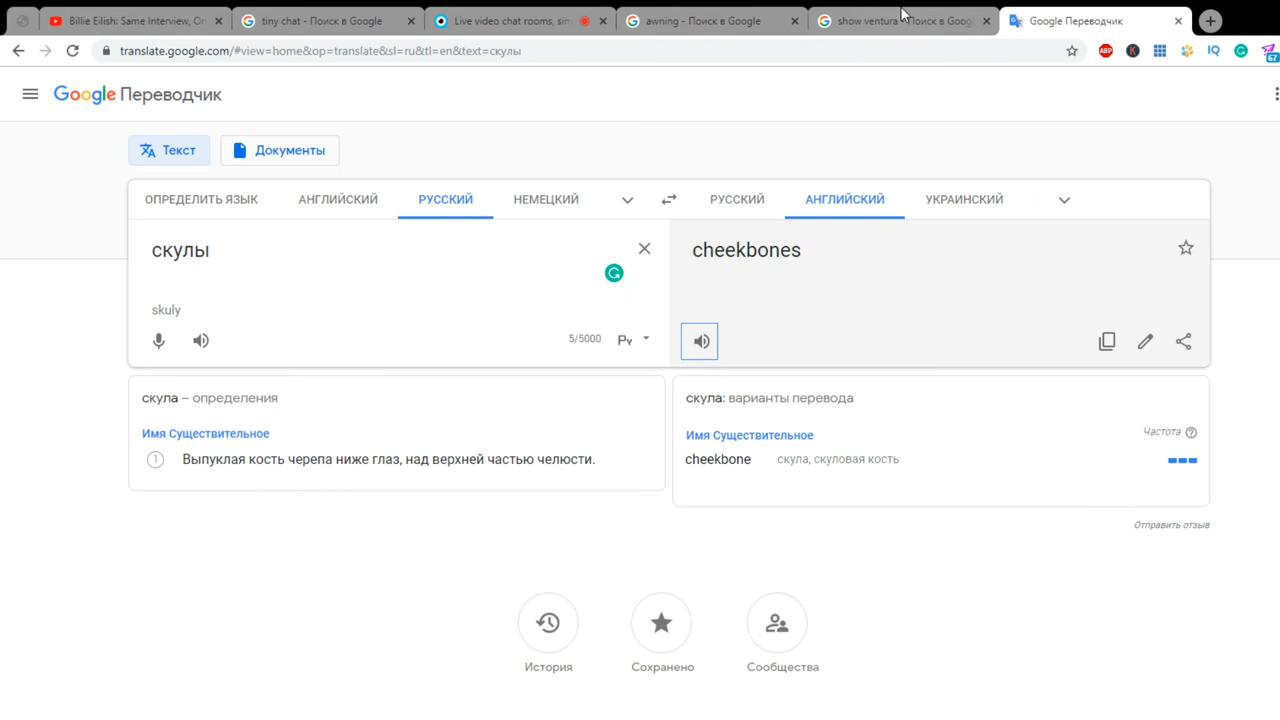 Billie Eilish: Same Interview, On
tiny chat - Поиск в Google
Live video chat rooms, sim
awning - Поиск в Google
show ventura - Поиск в Goog
Google Переводчик
translate.google.com/#view=home&op=translate&sl=ru&tl=en&text=скулы
ABP
K
IQ
67
Google Переводчик
Текст
Документы
ОПРЕДЕЛИТЬ ЯЗЫК
АНГЛИЙСКИЙ
РУССКИЙ
НЕМЕЦКИЙ
РУССКИЙ
АНГЛИЙСКИЙ
УКРАИНСКИЙ
скулы
cheekbones
skuly
5/5000
скула – определения
скула: варианты перевода
Имя Существительное
Имя Существительное
Частота
1 Выпуклая кость черепа ниже глаз, над верхней частью челюсти.
cheekbone скула, скуловая кость
Отправить отзыв
История
Сохранено
Сообщества